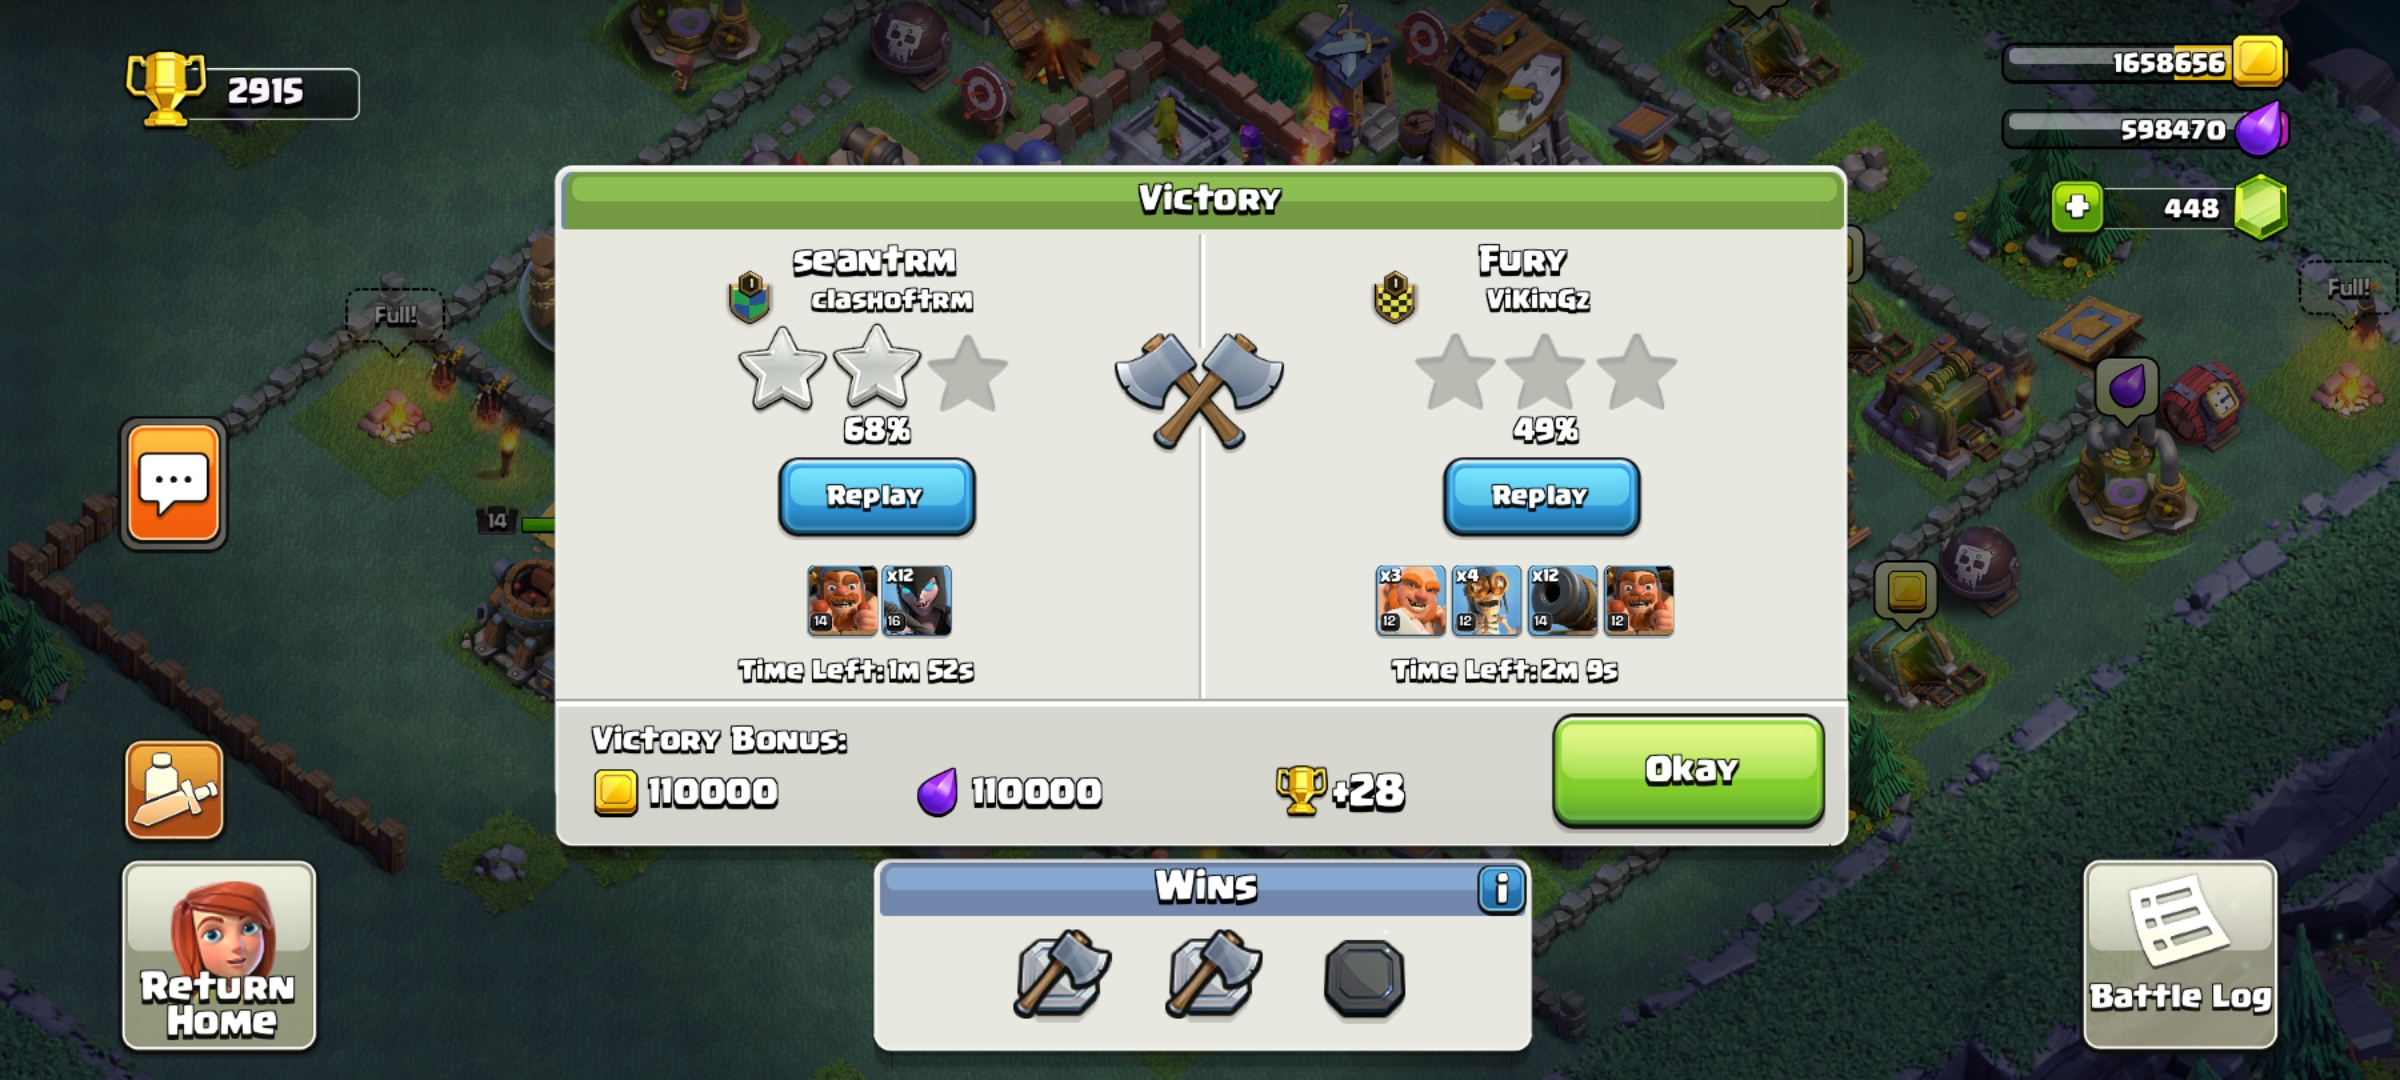 2915
1658656
598470
448
Full!
Full!
14
Victory
seantrm
clashoftrm
68%
Replay
x12
14
16
Time Left: 1m 52s
Fury
ViKinGz
49%
Replay
x3
x4
x12
12
12
14
12
Time Left: 2m 9s
Victory Bonus:
110000
110000
+28
Okay
Wins
i
Return
Home
Battle Log